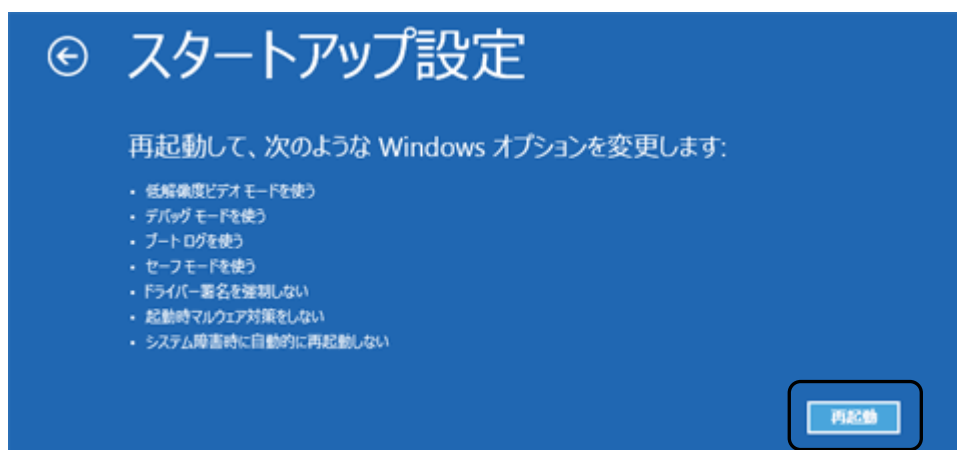 スタートアップ設定
再起動して、次のような Windows オプションを変更します:
• 低解像度ビデオ モードを使う
• デバッグ モードを使う
• ブート ログを使う
• セーフ モードを使う
• ドライバー署名を強制しない
• 起動時マルウェア対策をしない
• システム障害時に自動的に再起動しない
再起動